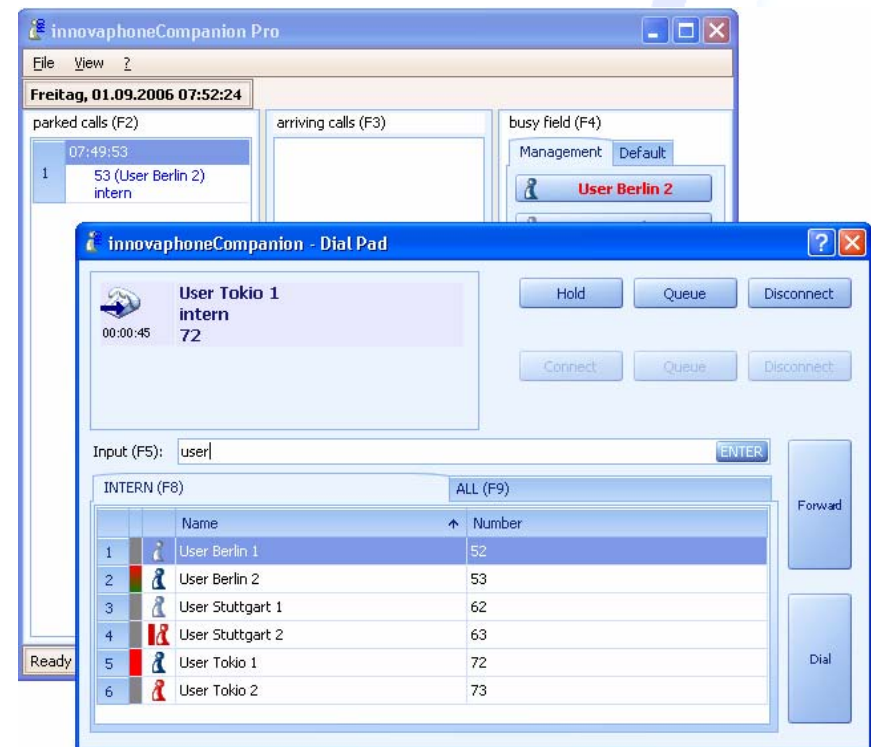 innovaphoneCompanion Pro
File View ?
Freitag, 01.09.2006 07:52:24
parked calls (F2)
arriving calls (F3)
busy field (F4)
07:49:53
1 53 (User Berlin 2)
intern
Management Default
User Berlin 2
innovaphoneCompanion - Dial Pad
User Tokio 1
intern
00:00:45 72
Hold Queue Disconnect
Connect Queue Disconnect
Input (F5): user ENTER
INTERN (F8) ALL (F9)
Name Number
1 User Berlin 1 52
2 User Berlin 2 53
3 User Stuttgart 1 62
4 User Stuttgart 2 63
5 User Tokio 1 72
6 User Tokio 2 73
Forward
Dial
Ready